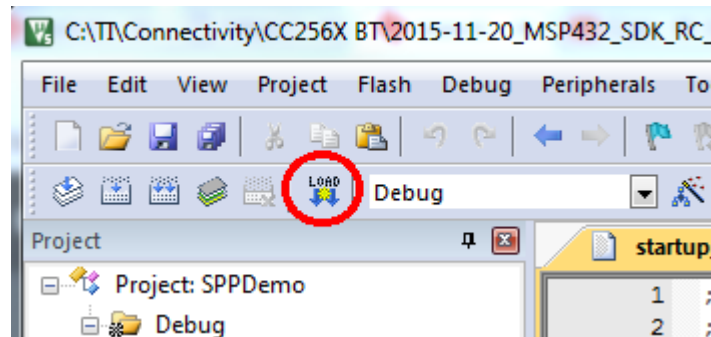 C:\TI\Connectivity\CC256X BT\2015-11-20_MSP432_SDK_RC_
File Edit View Project Flash Debug Peripherals To
LOAD Debug
Project startup
Project: SPPDemo 1 ;
Debug 2 ;